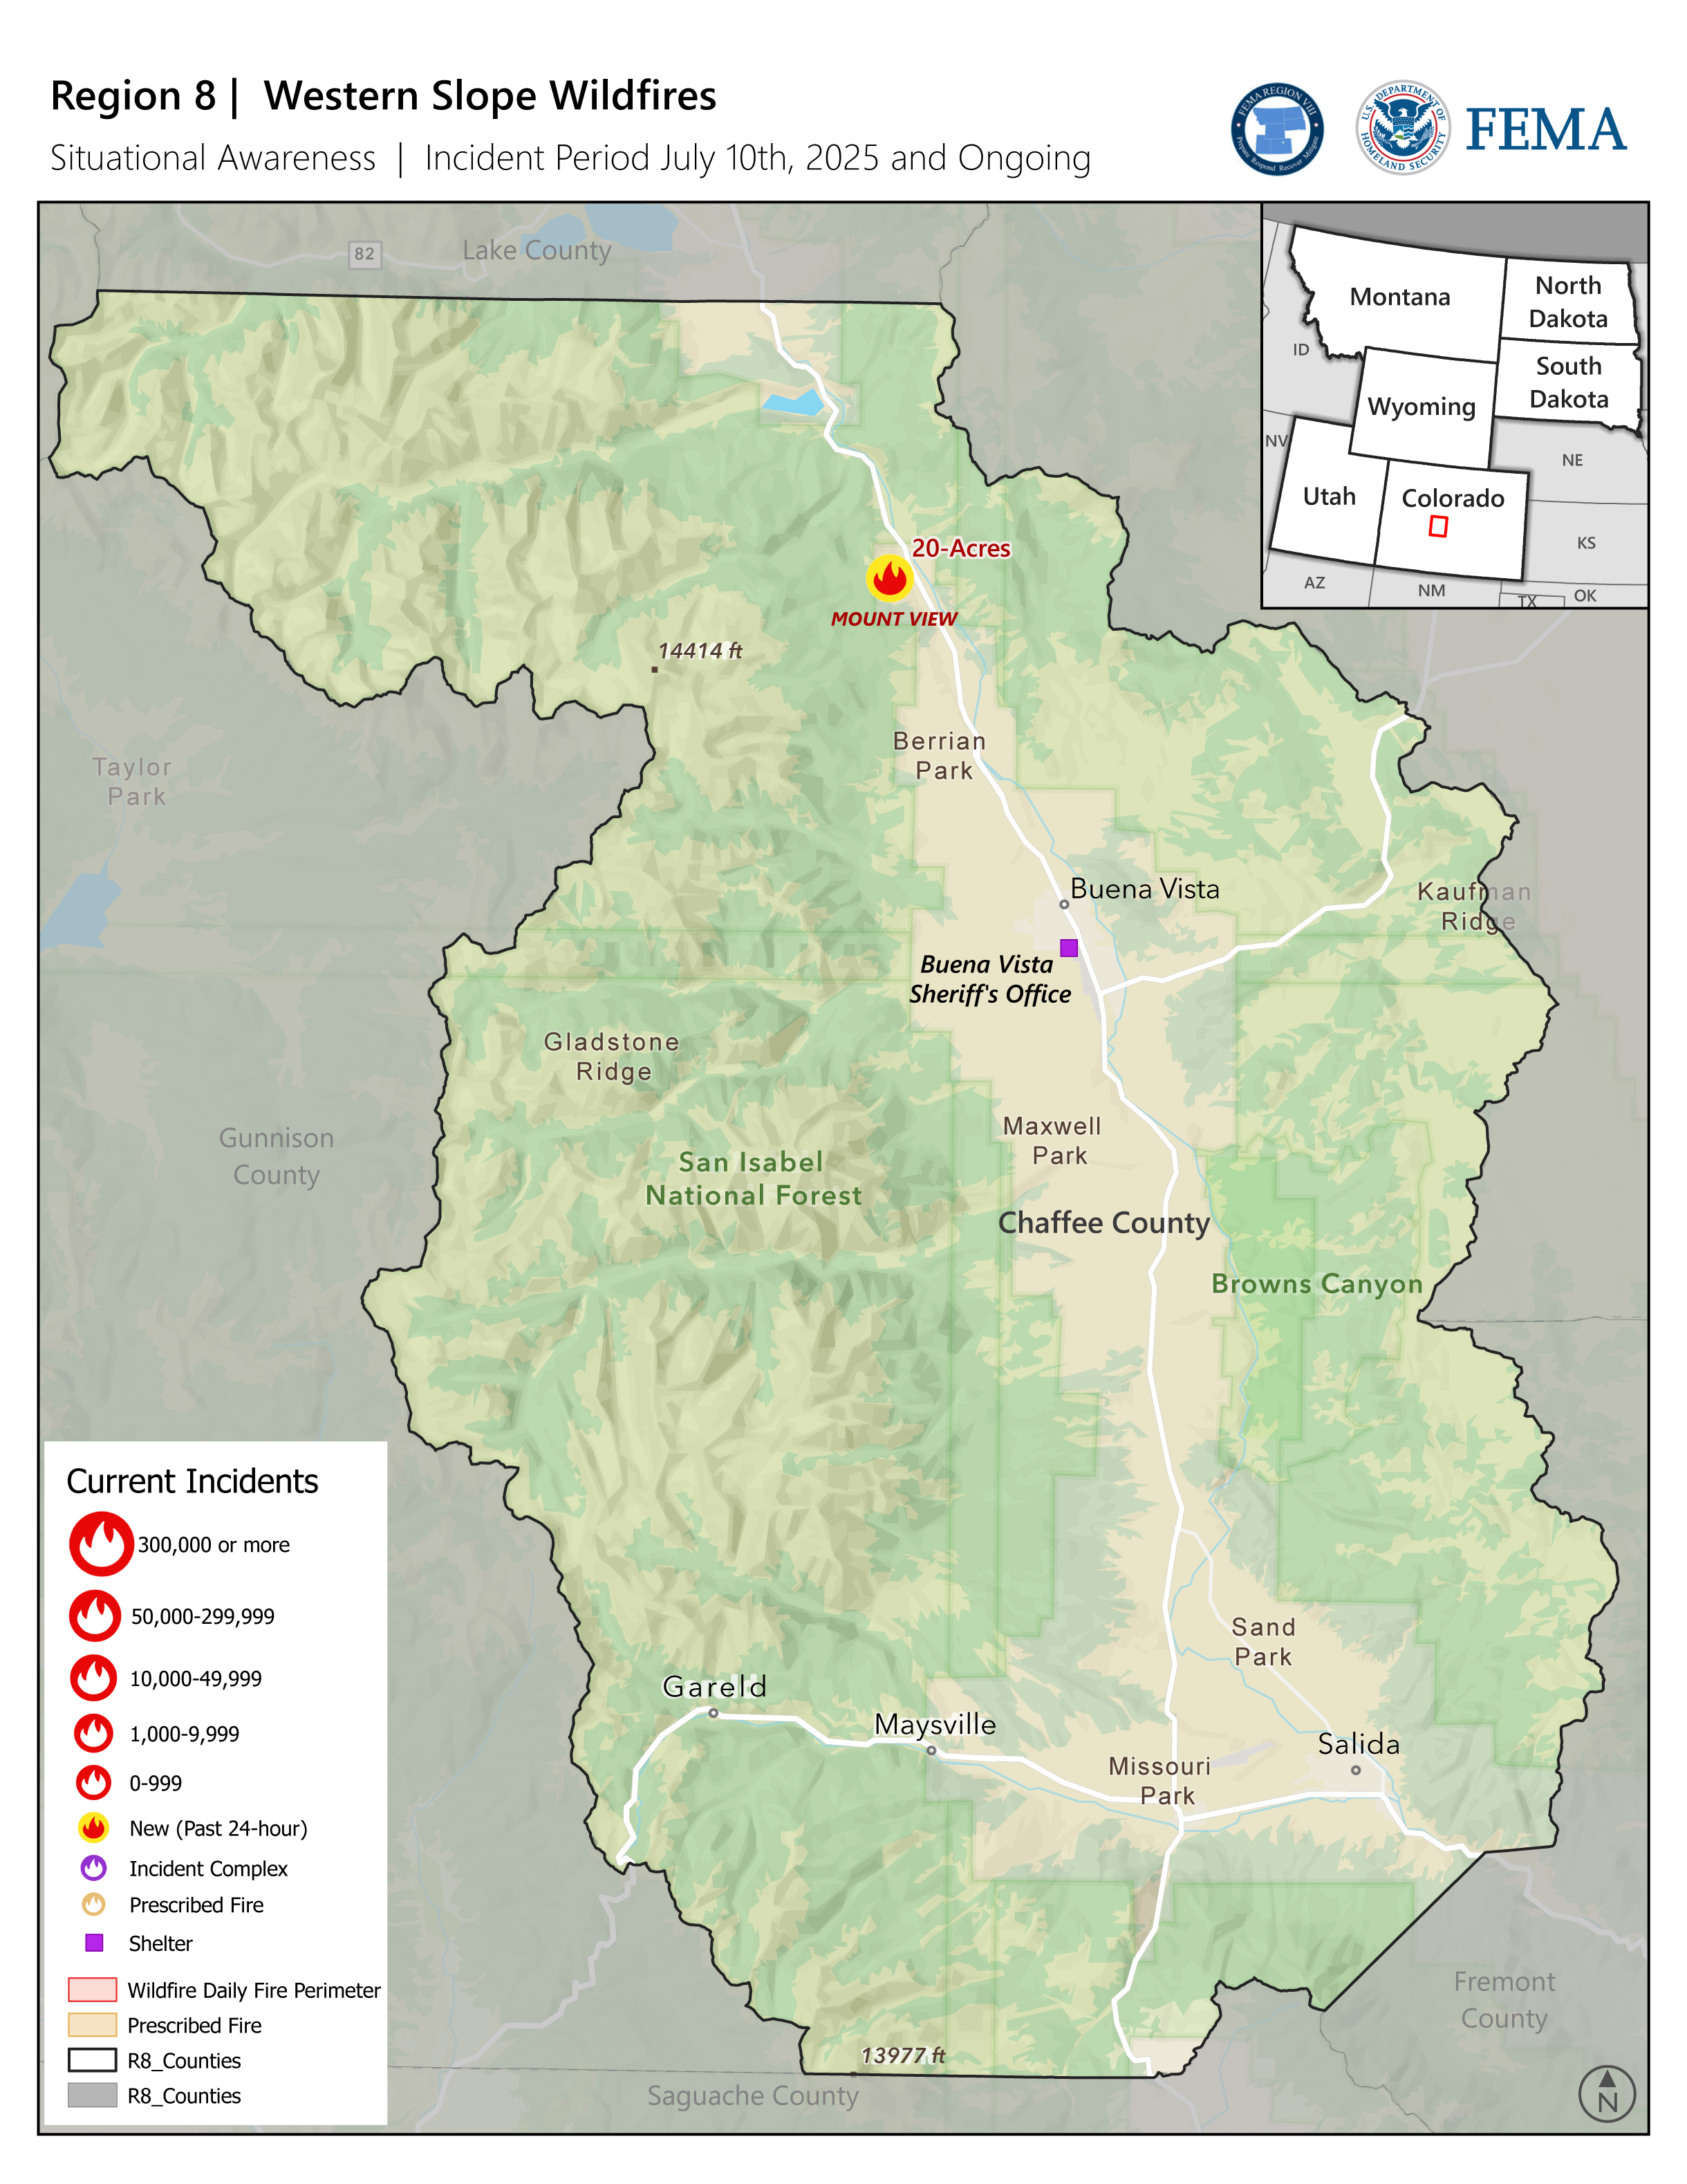 Region 8 | Western Slope Wildfires
Situational Awareness | Incident Period July 10th, 2025 and Ongoing
FEMA REGION VIII
Prepare Respond Recover Mitigate
U.S. DEPARTMENT OF
HOMELAND SECURITY
FEMA
82
Lake County
Montana
North
Dakota
South
Dakota
Wyoming
Utah
Colorado
ID
NV
NE
KS
AZ
NM
TX
OK
20-Acres
MOUNT VIEW
14414 ft
Berrian
Park
Taylor
Park
Buena Vista
Kaufman
Ridge
Buena Vista
Sheriff's Office
Gladstone
Ridge
Maxwell
Park
Gunnison
County
San Isabel
National Forest
Chaffee County
Browns Canyon
Sand
Park
Gareld
Maysville
Salida
Missouri
Park
Fremont
County
13977 ft
Saguache County
Current Incidents
300,000 or more
50,000-299,999
10,000-49,999
1,000-9,999
0-999
New (Past 24-hour)
Incident Complex
Prescribed Fire
Shelter
Wildfire Daily Fire Perimeter
Prescribed Fire
R8_Counties
R8_Counties
N